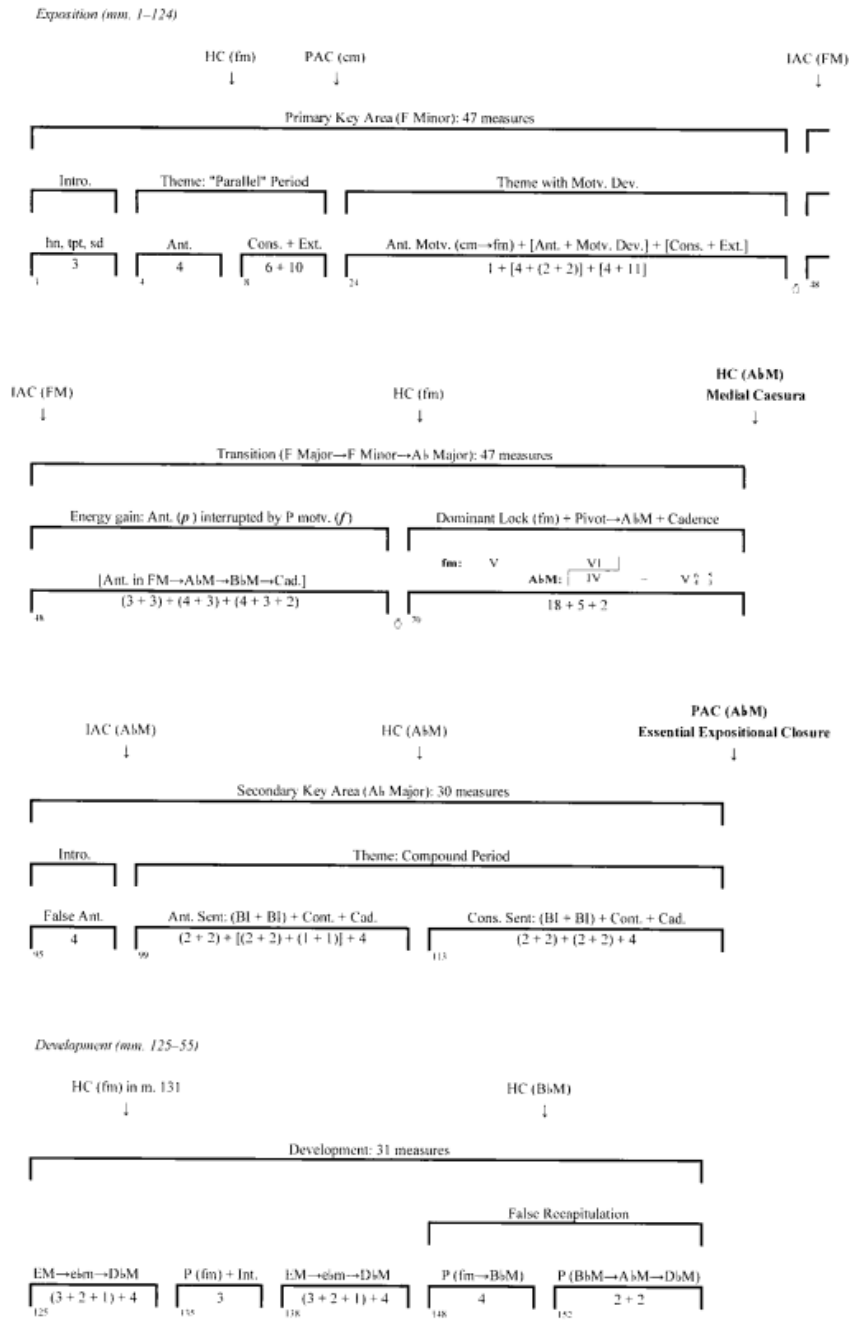 Exposition (mm. 1–124)
HC (fm) PAC (cm) IAC (FM)
↓ ↓ ↓
Primary Key Area (F Minor): 47 measures
Intro. Theme: "Parallel" Period Theme with Motv. Dev.
hn, tpt, sd Ant. Cons. + Ext. Ant. Motv. (cm→fm) + [Ant. + Motv. Dev.] + [Cons. + Ext.]
3 4 6 + 10 1 + [4 + (2 + 2)] + [4 + 11]
1 4 8 24 48
IAC (FM) HC (fm) HC (A♭M)
Medial Caesura
↓ ↓ ↓
Transition (F Major→F Minor→A♭ Major): 47 measures
Energy gain: Ant. (p) interrupted by P motv. (f) Dominant Lock (fm) + Pivot→A♭M + Cadence
fm: V VI
[Ant. in FM→A♭M→B♭M→Cad.] A♭M: IV – V
(3 + 3) + (4 + 3) + (4 + 3 + 2) 18 + 5 + 2
48 70
IAC (A♭M) HC (A♭M) PAC (A♭M)
Essential Expositional Closure
↓ ↓ ↓
Secondary Key Area (A♭ Major): 30 measures
Intro. Theme: Compound Period
False Ant. Ant. Sent: (BI + BI) + Cont. + Cad. Cons. Sent: (BI + BI) + Cont. + Cad.
4 (2 + 2) + [(2 + 2) + (1 + 1)] + 4 (2 + 2) + (2 + 2) + 4
95 99 113
Development (mm. 125–55)
HC (fm) in m. 131 HC (B♭M)
↓ ↓
Development: 31 measures
False Recapitulation
EM→e♭m→D♭M P (fm) + Int. EM→e♭m→D♭M P (fm→B♭M) P (B♭M→A♭M→D♭M)
(3 + 2 + 1) + 4 3 (3 + 2 + 1) + 4 4 2 + 2
125 135 138 148 152